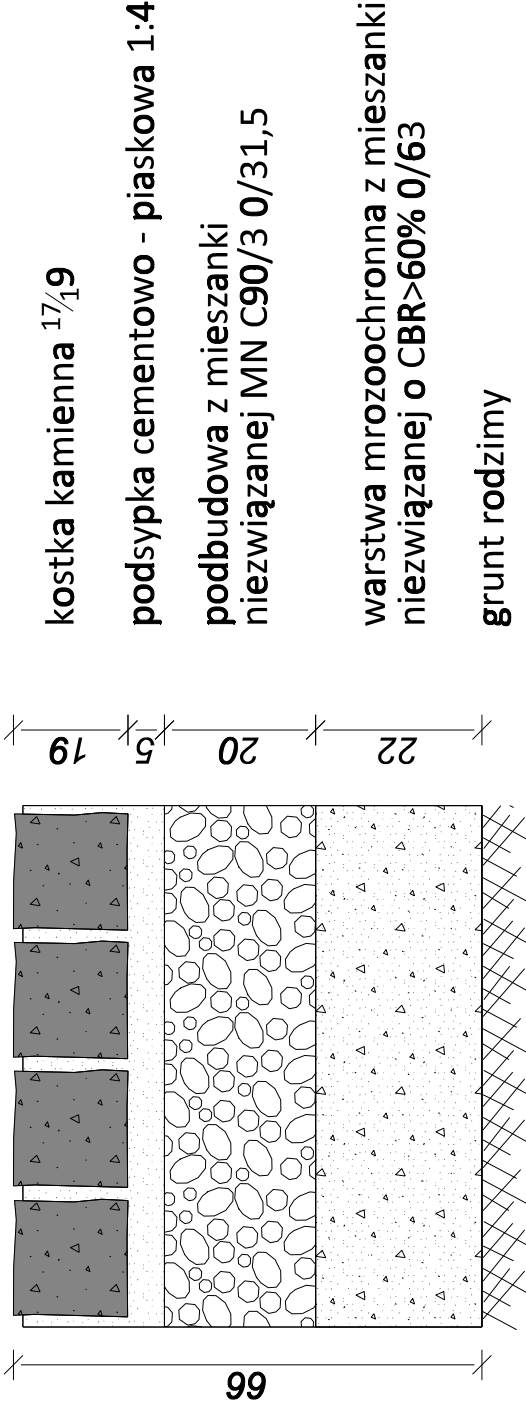 kostka kamienna 17/19
podsypka cementowo - piaskowa 1:4
podbudowa z mieszanki
niezwiązanej MN C90/3 0/31,5
warstwa mrozoochronna z mieszanki
niezwiązanej o CBR>60% 0/63
grunt rodzimy
19
5
20
22
66